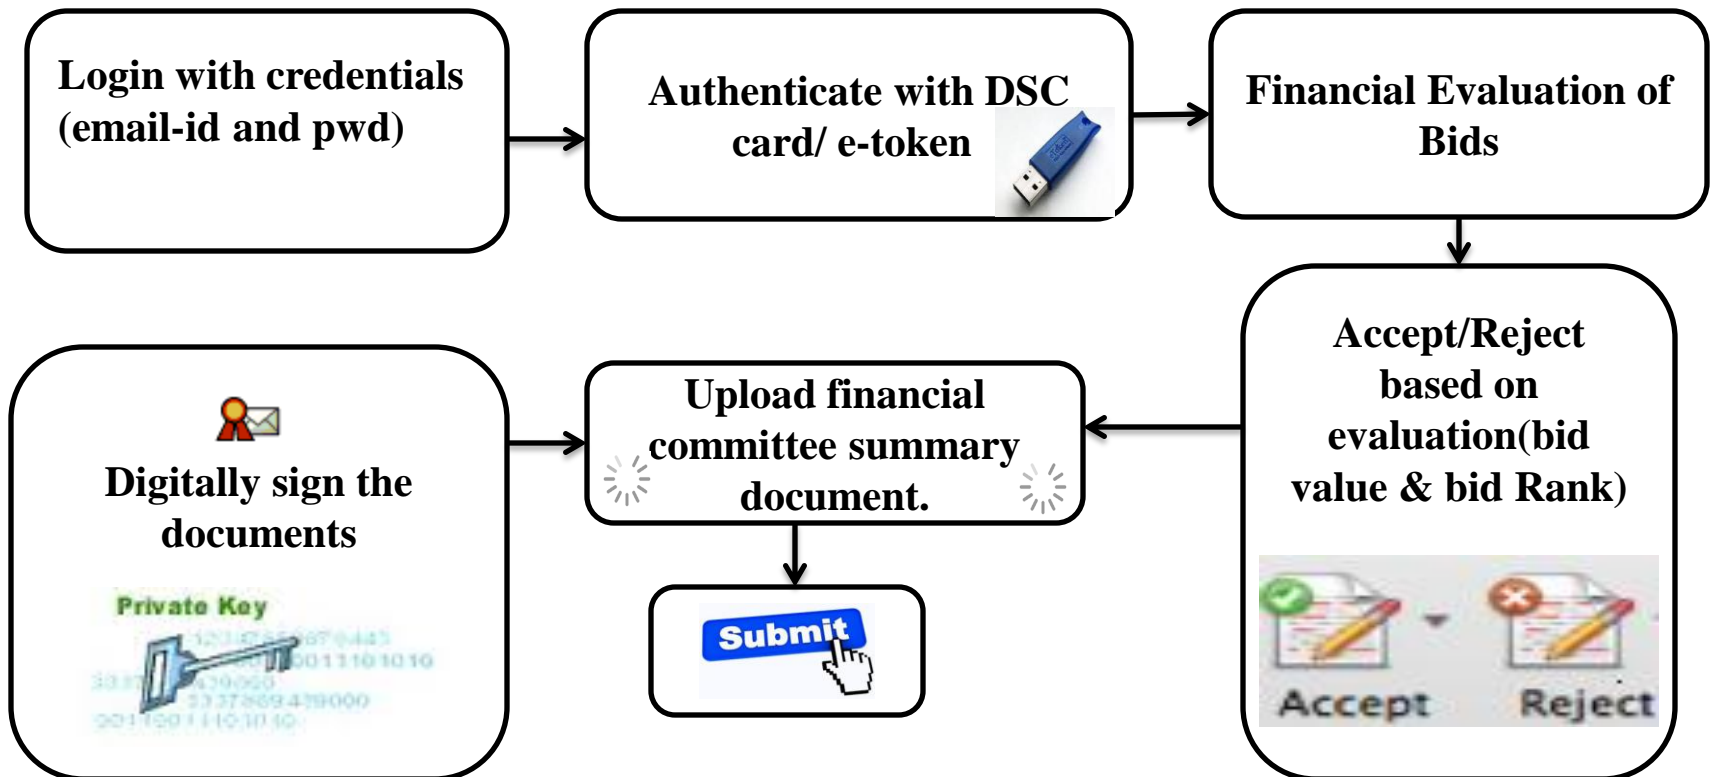 Login with credentials
(email-id and pwd)
Authenticate with DSC
card/ e-token
Financial Evaluation of
Bids
Accept/Reject
based on
evaluation(bid
value & bid Rank)
Accept
Reject
Upload financial
committee summary
document.
Digitally sign the
documents
Private Key
Submit